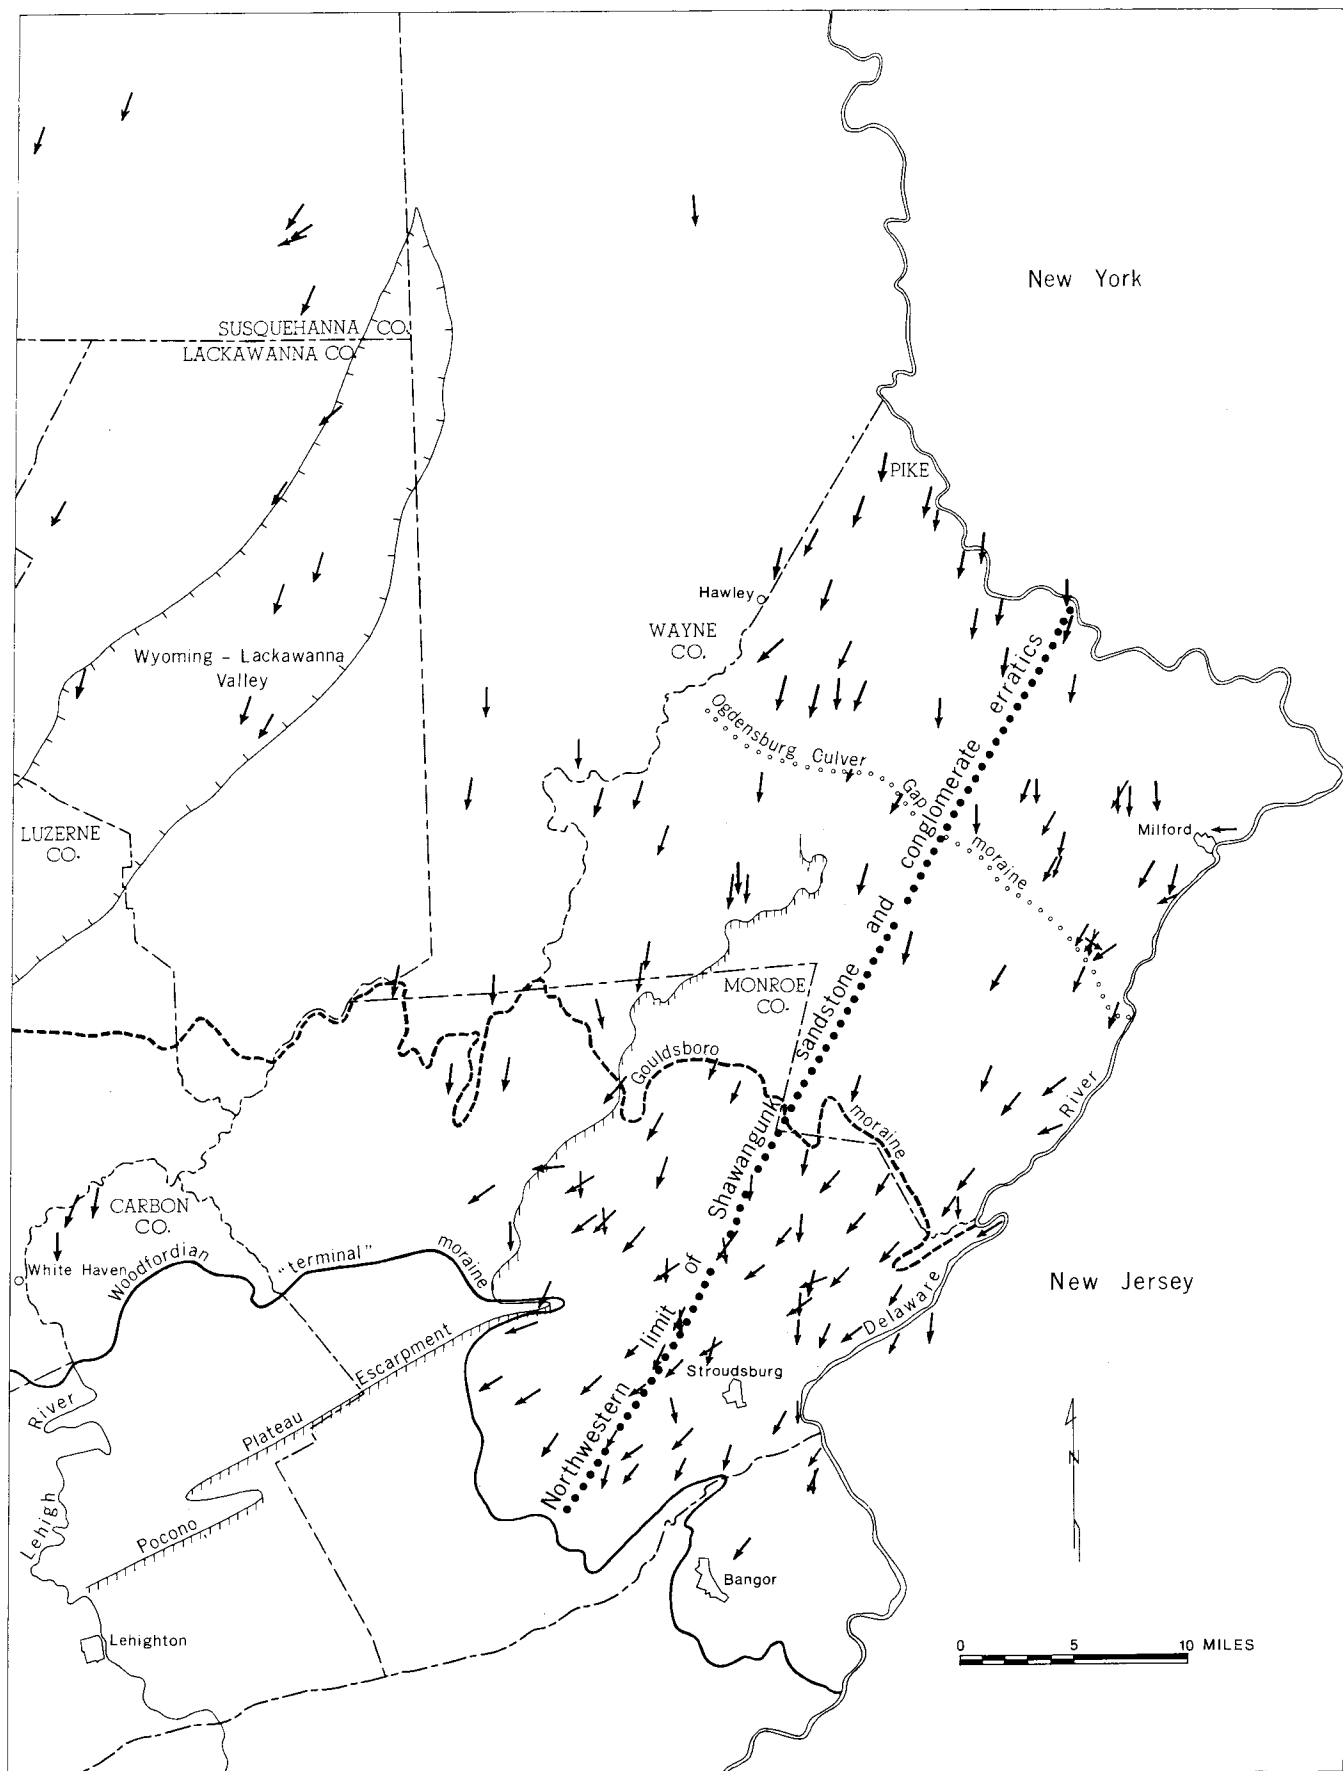 New York
SUSQUEHANNA CO.
LACKAWANNA CO.
PIKE
Hawley
WAYNE
CO.
Wyoming - Lackawanna
Valley
Ogdensburg Culver Gap moraine
LUZERNE
CO.
Milford
MONROE
CO.
Gouldsboro moraine
Northwestern limit of Shawangunk sandstone and conglomerate erratics
River
CARBON
CO.
White Haven
Woodfordian "terminal" moraine
New Jersey
Delaware
Pocono Plateau Escarpment
Stroudsburg
River
Lehigh
N
Bangor
Lehighton
0 5 10 MILES